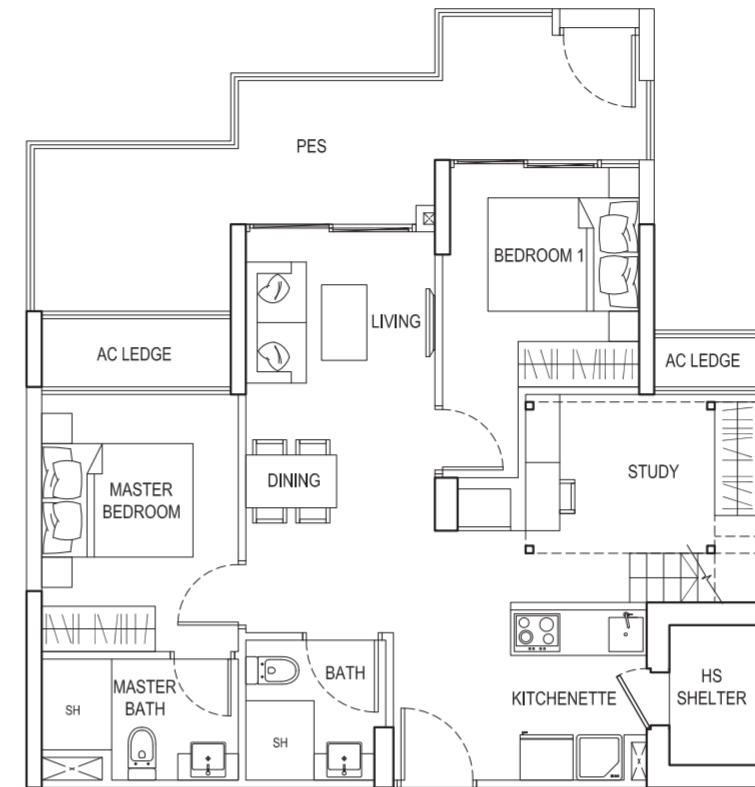 PES
BEDROOM 1
LIVING
AC LEDGE
AC LEDGE
STUDY
DINING
MASTER
BEDROOM
BATH
MASTER
BATH
SH
SH
KITCHENETTE
HS
SHELTER